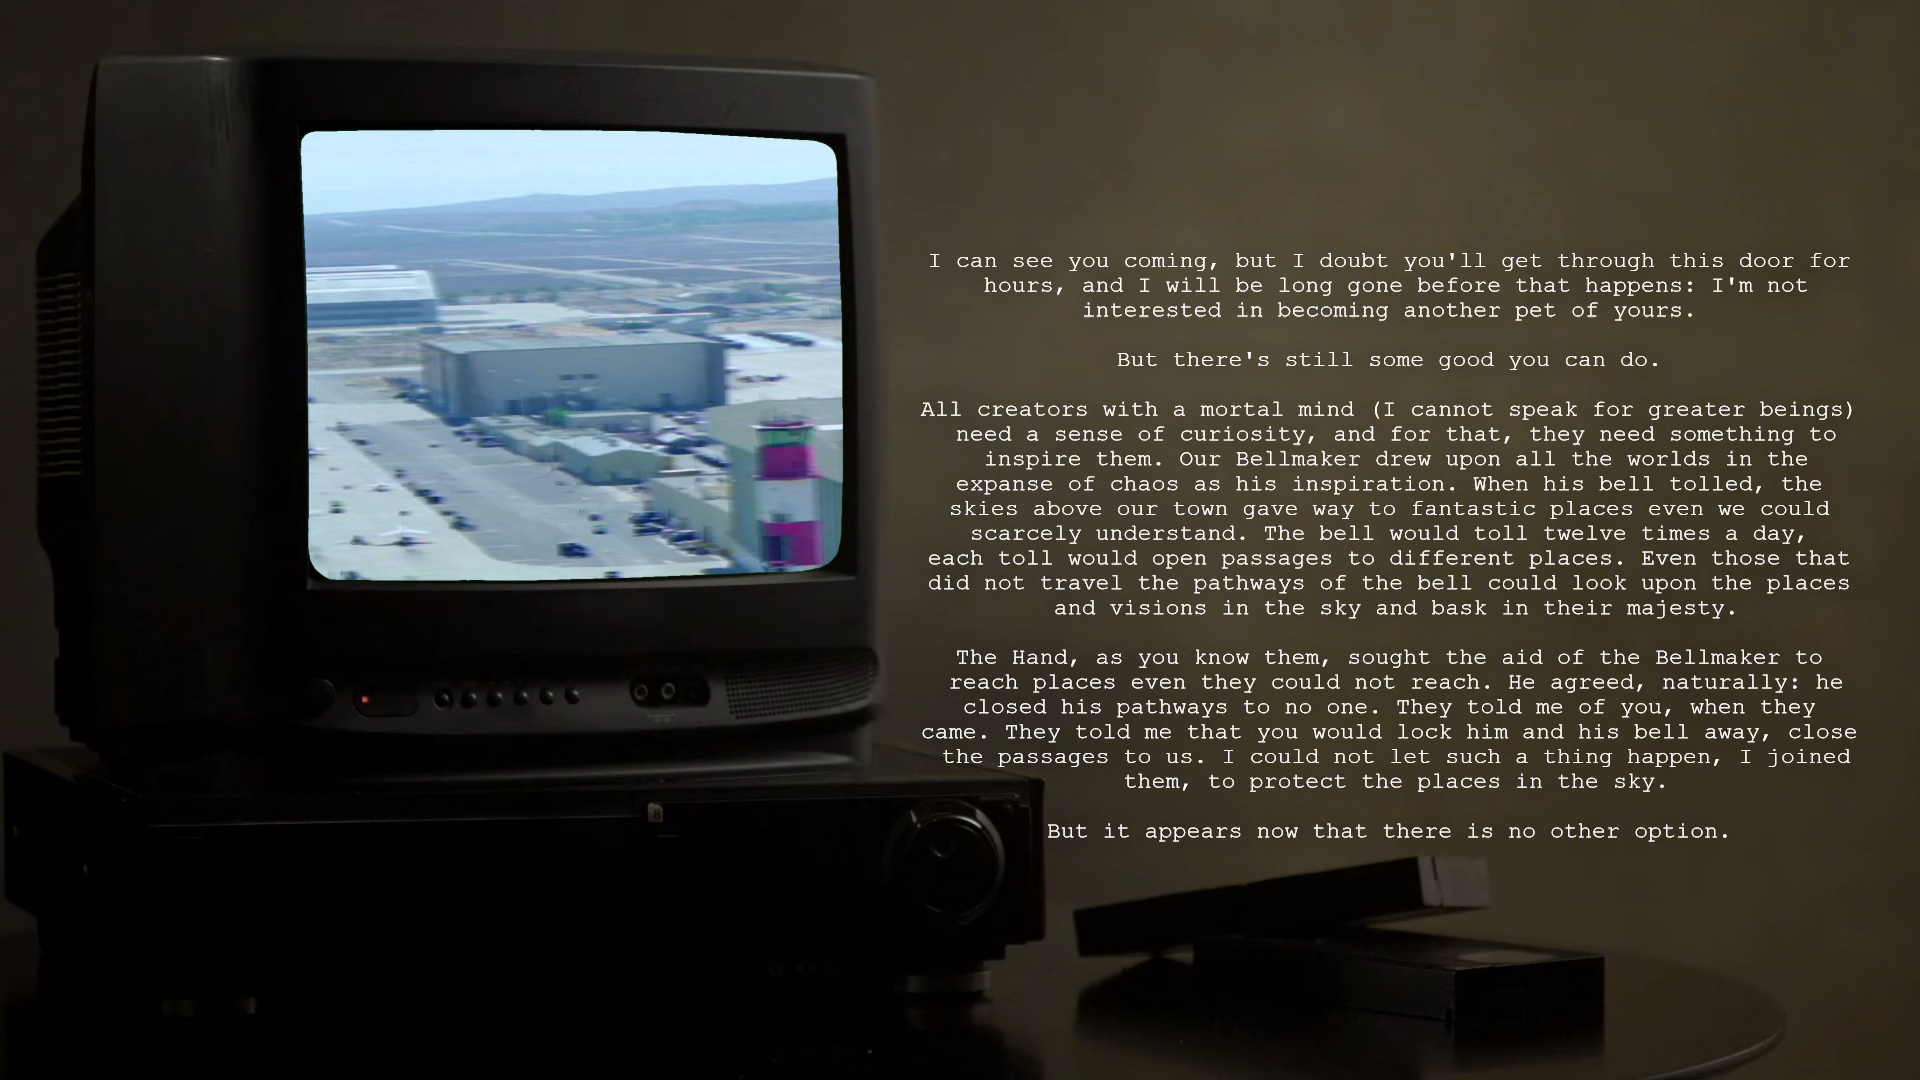 I can see you coming, but I doubt you'll get through this door for
hours, and I will be long gone before that happens: I'm not
interested in becoming another pet of yours.
But there's still some good you can do.
All creators with a mortal mind (I cannot speak for greater beings)
need a sense of curiosity, and for that, they need something to
inspire them. Our Bellmaker drew upon all the worlds in the
expanse of chaos as his inspiration. When his bell tolled, the
skies above our town gave way to fantastic places even we could
scarcely understand. The bell would toll twelve times a day,
each toll would open passages to different places. Even those that
did not travel the pathways of the bell could look upon the places
and visions in the sky and bask in their majesty.
The Hand, as you know them, sought the aid of the Bellmaker to
reach places even they could not reach. He agreed, naturally: he
closed his pathways to no one. They told me of you, when they
came. They told me that you would lock him and his bell away, close
the passages to us. I could not let such a thing happen, I joined
them, to protect the places in the sky.
But it appears now that there is no other option.